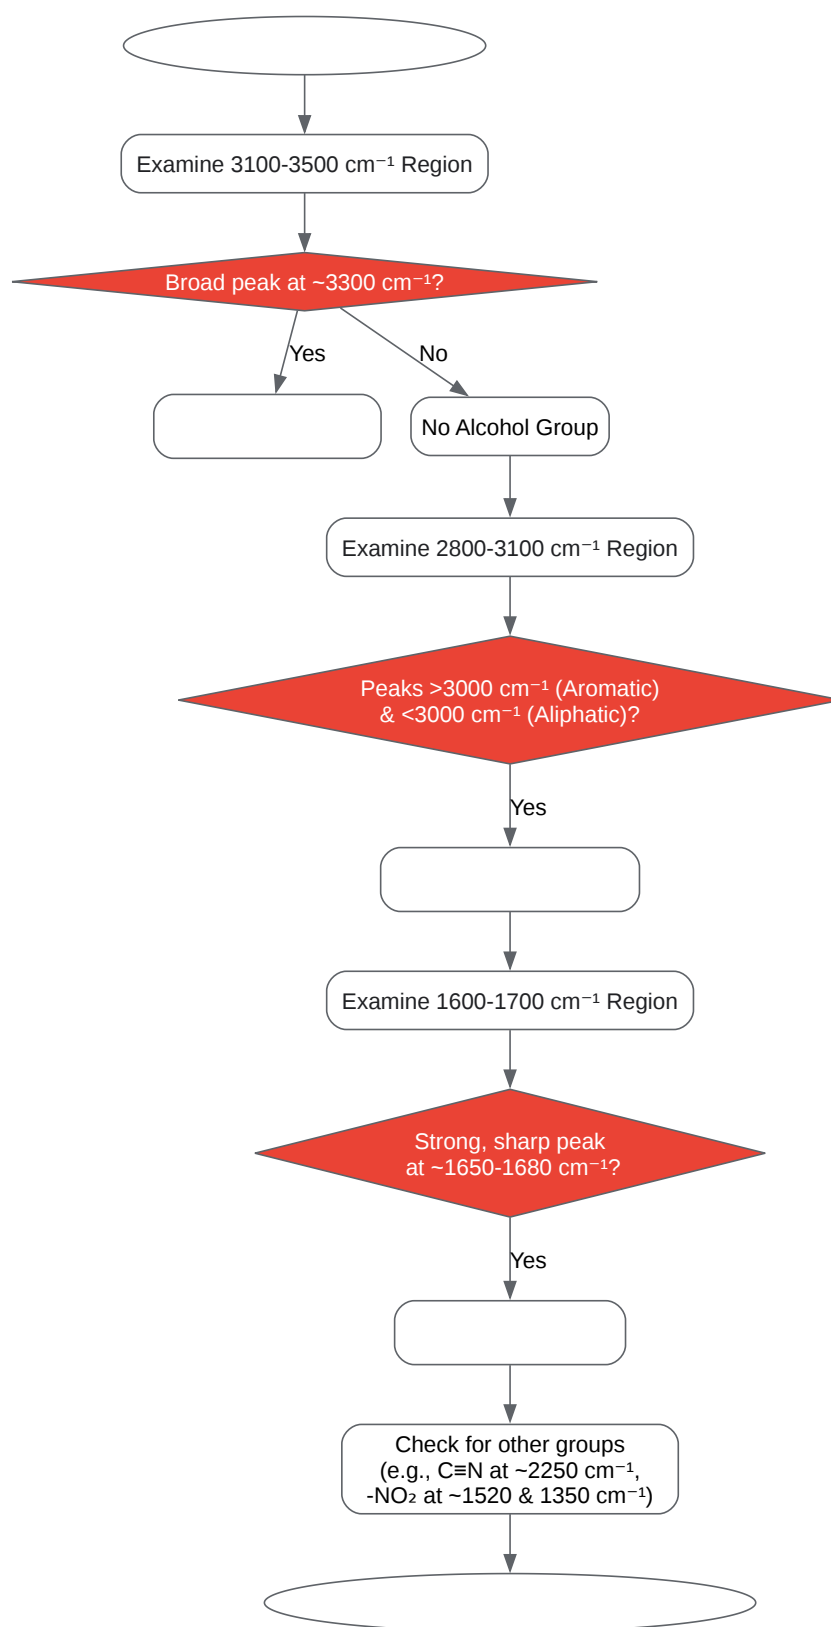 Examine 3100-3500 cm⁻¹ Region
Broad peak at ~3300 cm⁻¹?
Yes
No
No Alcohol Group
Examine 2800-3100 cm⁻¹ Region
Peaks >3000 cm⁻¹ (Aromatic)
& <3000 cm⁻¹ (Aliphatic)?
Yes
Examine 1600-1700 cm⁻¹ Region
Strong, sharp peak
at ~1650-1680 cm⁻¹?
Yes
Check for other groups
(e.g., C≡N at ~2250 cm⁻¹,
-NO₂ at ~1520 & 1350 cm⁻¹)